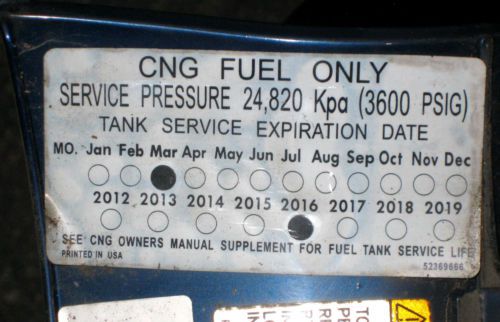 CNG FUEL ONLY
SERVICE PRESSURE 24,820 Kpa (3600 PSIG)
TANK SERVICE EXPIRATION DATE
MO. Jan Feb Mar Apr May Jun Jul Aug Sep Oct Nov Dec
2012 2013 2014 2015 2016 2017 2018 2019
SEE CNG OWNERS MANUAL SUPPLEMENT FOR FUEL TANK SERVICE LIFE
PRINTED IN USA 52369666